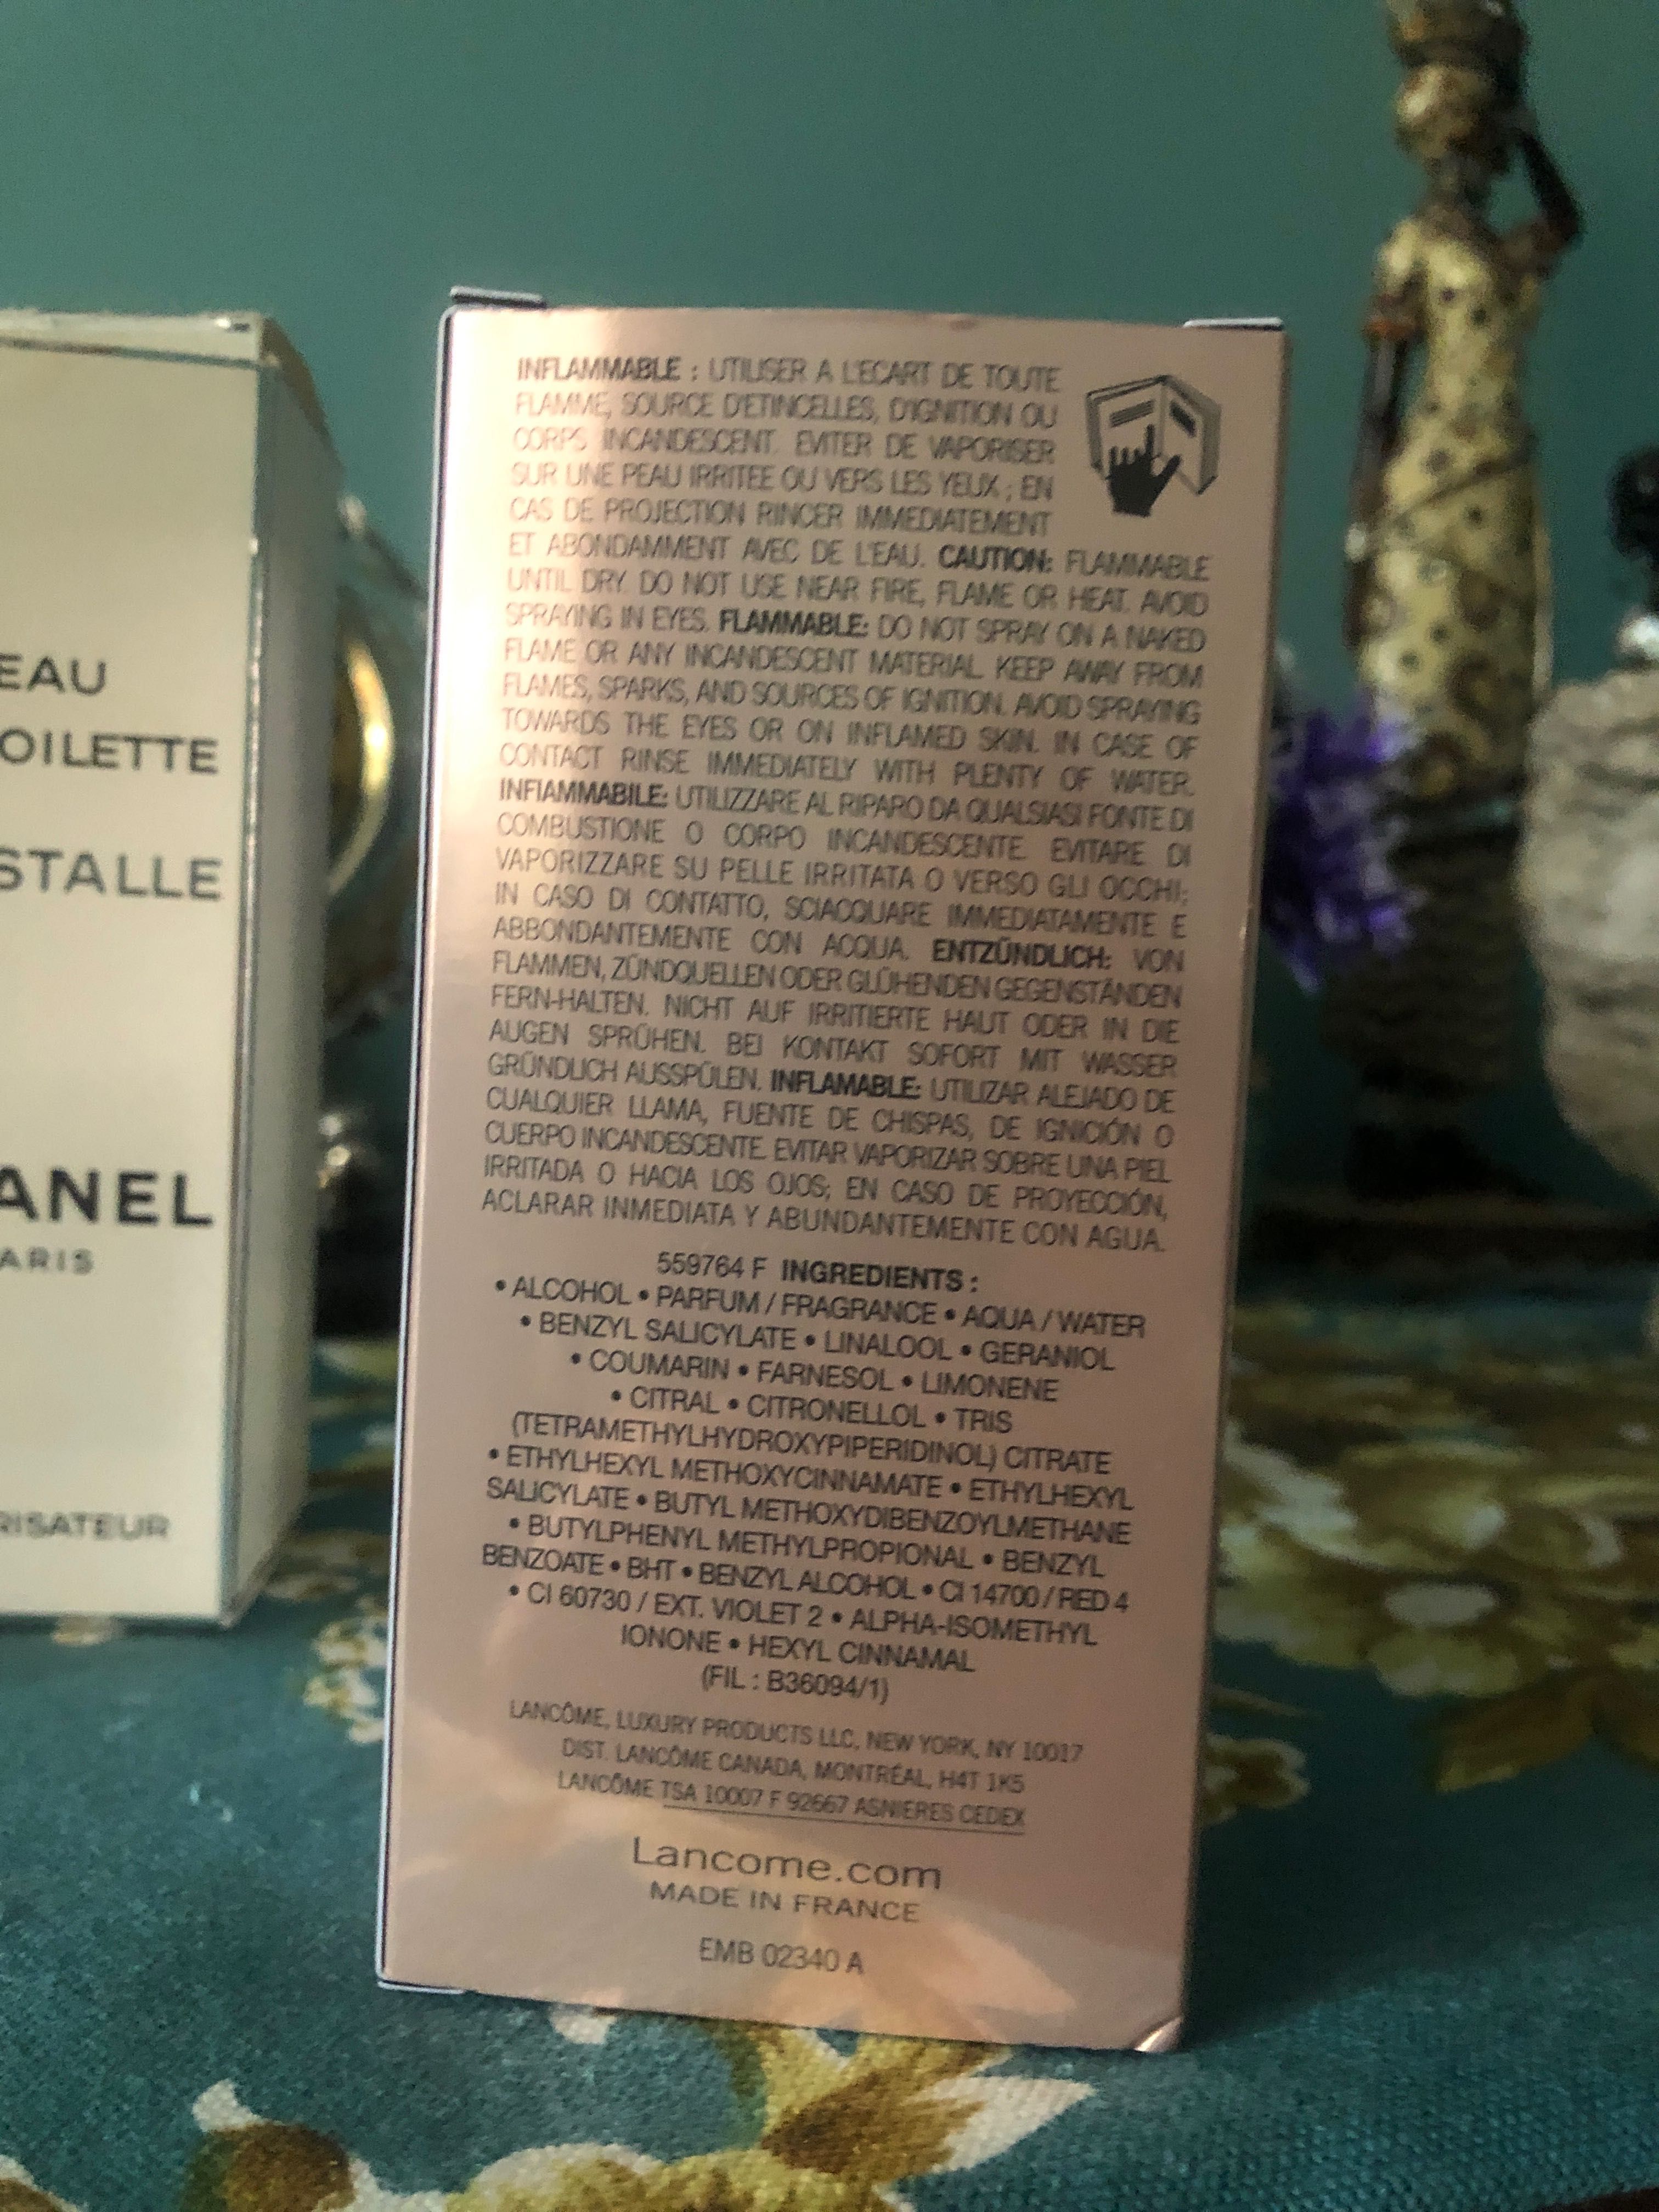 EAU
OILETTE
STALLE
ANEL
ARIS
RISATEUR
INFLAMMABLE : UTILISER A L'ECART DE TOUTE
FLAMME, SOURCE D'ETINCELLES, D'IGNITION OU
CORPS INCANDESCENT. EVITER DE VAPORISER
SUR UNE PEAU IRRITEE OU VERS LES YEUX ; EN
CAS DE PROJECTION RINCER IMMEDIATEMENT
ET ABONDAMMENT AVEC DE L'EAU. CAUTION: FLAMMABLE
UNTIL DRY. DO NOT USE NEAR FIRE, FLAME OR HEAT. AVOID
SPRAYING IN EYES. FLAMMABLE: DO NOT SPRAY ON A NAKED
FLAME OR ANY INCANDESCENT MATERIAL. KEEP AWAY FROM
FLAMES, SPARKS, AND SOURCES OF IGNITION. AVOID SPRAYING
TOWARDS THE EYES OR ON INFLAMED SKIN. IN CASE OF
CONTACT RINSE IMMEDIATELY WITH PLENTY OF WATER.
INFIAMMABILE: UTILIZZARE AL RIPARO DA QUALSIASI FONTE DI
COMBUSTIONE O CORPO INCANDESCENTE. EVITARE DI
VAPORIZZARE SU PELLE IRRITATA O VERSO GLI OCCHI;
IN CASO DI CONTATTO, SCIACQUARE IMMEDIATAMENTE E
ABBONDANTEMENTE CON ACQUA. ENTZÜNDLICH: VON
FLAMMEN, ZÜNDQUELLEN ODER GLÜHENDEN GEGENSTÄNDEN
FERN-HALTEN. NICHT AUF IRRITIERTE HAUT ODER IN DIE
AUGEN SPRÜHEN. BEI KONTAKT SOFORT MIT WASSER
GRÜNDLICH AUSSPÜLEN. INFLAMABLE: UTILIZAR ALEJADO DE
CUALQUIER LLAMA, FUENTE DE CHISPAS, DE IGNICIÓN O
CUERPO INCANDESCENTE. EVITAR VAPORIZAR SOBRE UNA PIEL
IRRITADA O HACIA LOS OJOS; EN CASO DE PROYECCIÓN,
ACLARAR INMEDIATA Y ABUNDANTEMENTE CON AGUA.
559764 F INGREDIENTS :
• ALCOHOL • PARFUM / FRAGRANCE • AQUA / WATER
• BENZYL SALICYLATE • LINALOOL • GERANIOL
• COUMARIN • FARNESOL • LIMONENE
• CITRAL • CITRONELLOL • TRIS
(TETRAMETHYLHYDROXYPIPERIDINOL) CITRATE
• ETHYLHEXYL METHOXYCINNAMATE • ETHYLHEXYL
SALICYLATE • BUTYL METHOXYDIBENZOYLMETHANE
• BUTYLPHENYL METHYLPROPIONAL • BENZYL
BENZOATE • BHT • BENZYL ALCOHOL • CI 14700 / RED 4
• CI 60730 / EXT. VIOLET 2 • ALPHA-ISOMETHYL
IONONE • HEXYL CINNAMAL
(FIL : B36094/1)
LANCÔME, LUXURY PRODUCTS LLC, NEW YORK, NY 10017
DIST. LANCÔME CANADA, MONTRÉAL, H4T 1K5
LANCÔME TSA 10007 F 92667 ASNIERES CEDEX
Lancome.com
MADE IN FRANCE
EMB 02340 A